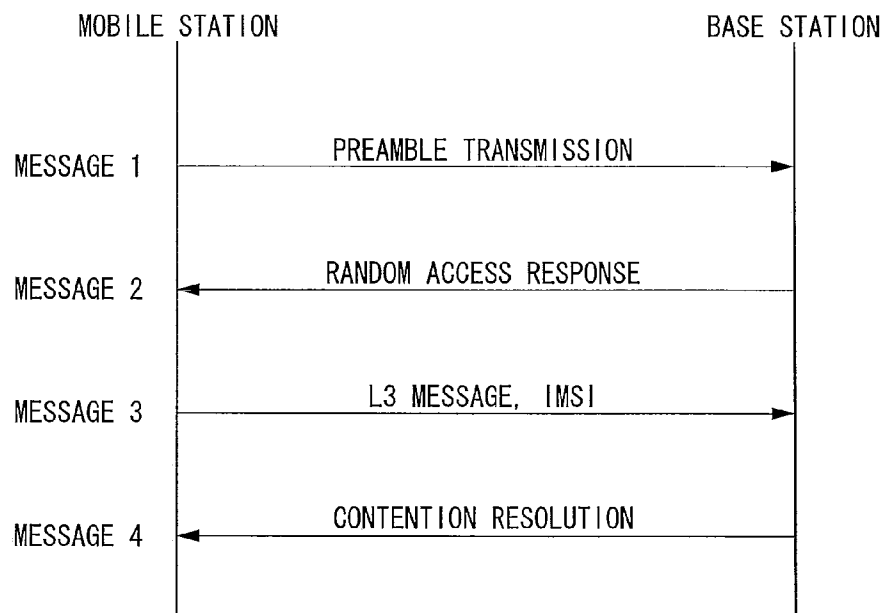 MOBILE STATION
BASE STATION
MESSAGE 1
PREAMBLE TRANSMISSION
MESSAGE 2
RANDOM ACCESS RESPONSE
MESSAGE 3
L3 MESSAGE, IMSI
MESSAGE 4
CONTENTION RESOLUTION